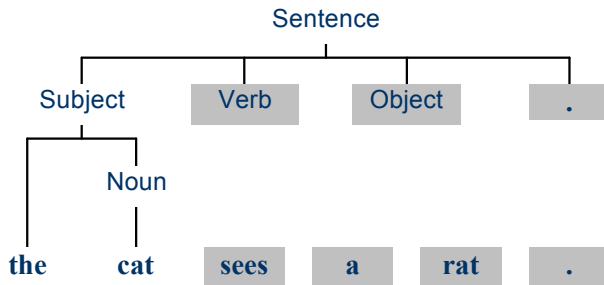 Sentence
Subject Verb Object .
Noun
the cat sees a rat .